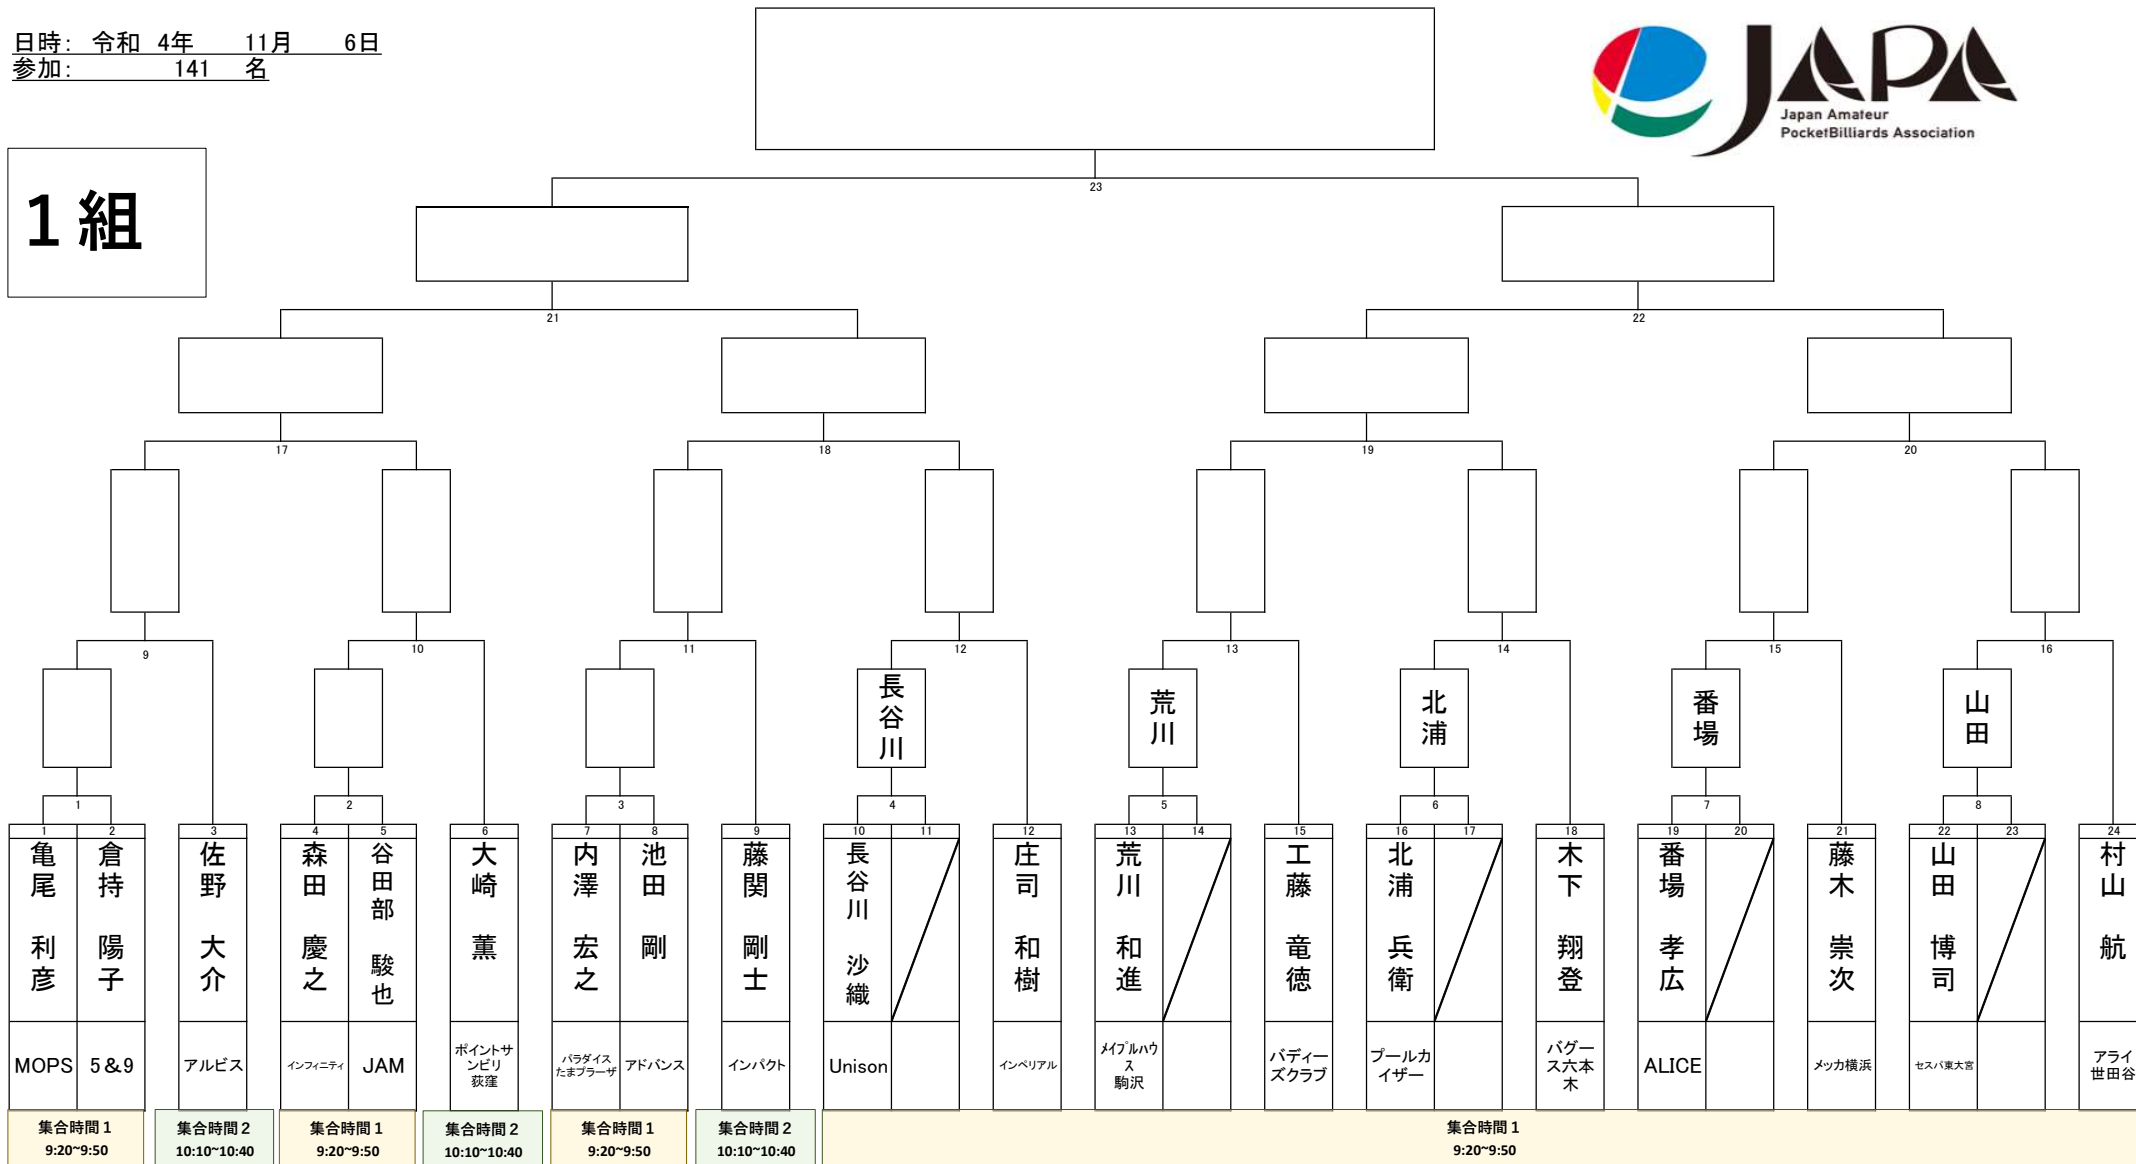 日時: 令和 4年 11月 6日
参加: 141 名
JAPA
Japan Amateur
PocketBilliards Association
1組
23
21
22
17
18
19
20
9
10
11
12
13
14
15
16
長谷川
荒川
北浦
番場
山田
1
2
3
4
5
6
7
8
1
2
3
4
5
6
7
8
9
10
11
12
13
14
15
16
17
18
19
20
21
22
23
24
亀尾 利彦
倉持 陽子
佐野 大介
森田 慶之
谷田部 駿也
大崎 薫
内澤 宏之
池田 剛
藤関 剛士
長谷川 沙織
庄司 和樹
荒川 和進
工藤 竜徳
北浦 兵衛
木下 翔登
番場 孝広
藤木 崇次
山田 博司
村山 航
MOPS
5&9
アルビス
インフィニティ
JAM
ポイントサ
ンビリ
荻窪
パラダイス
たまプラーザ
アドバンス
インパクト
Unison
インペリアル
メイプルハウ
ス
駒沢
バディー
ズクラブ
プールカ
イザー
バグー
ス六本
木
ALICE
メッカ横浜
セスパ東大宮
アライ
世田谷
集合時間1
9:20~9:50
集合時間2
10:10~10:40
集合時間1
9:20~9:50
集合時間2
10:10~10:40
集合時間1
9:20~9:50
集合時間2
10:10~10:40
集合時間1
9:20~9:50